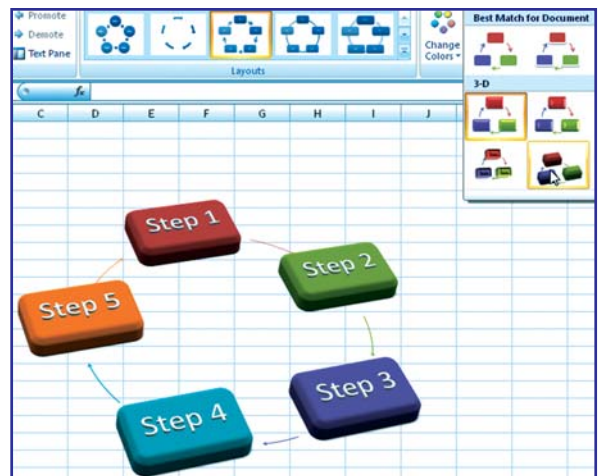 Promote
Demote
Text Pane
Layouts
Change
Colors
Best Match for Document
3-D
fx
C D E F G H I J
Step 1
Step 2
Step 3
Step 4
Step 5